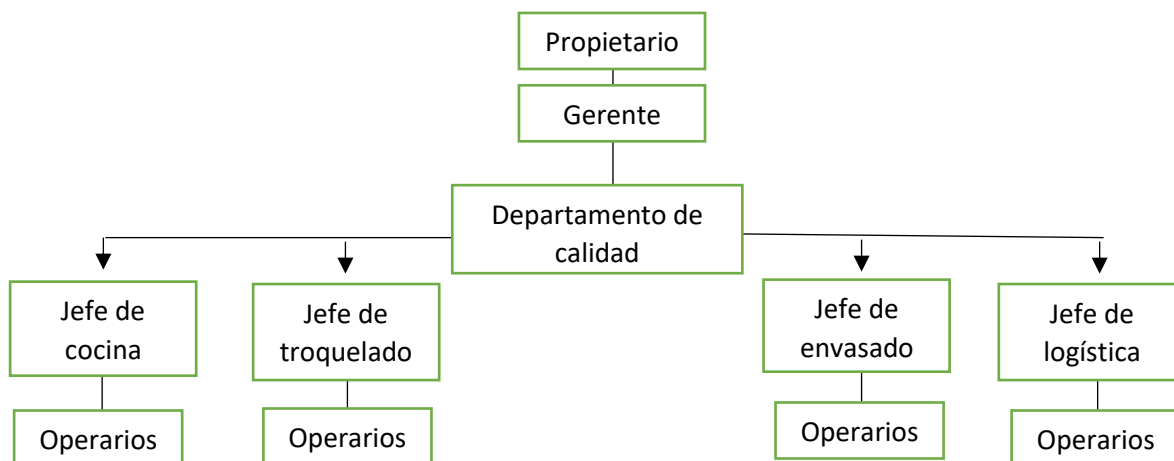 Propietario
Gerente
Departamento de
calidad
Jefe de
cocina
Jefe de
troquelado
Jefe de
envasado
Jefe de
logística
Operarios
Operarios
Operarios
Operarios